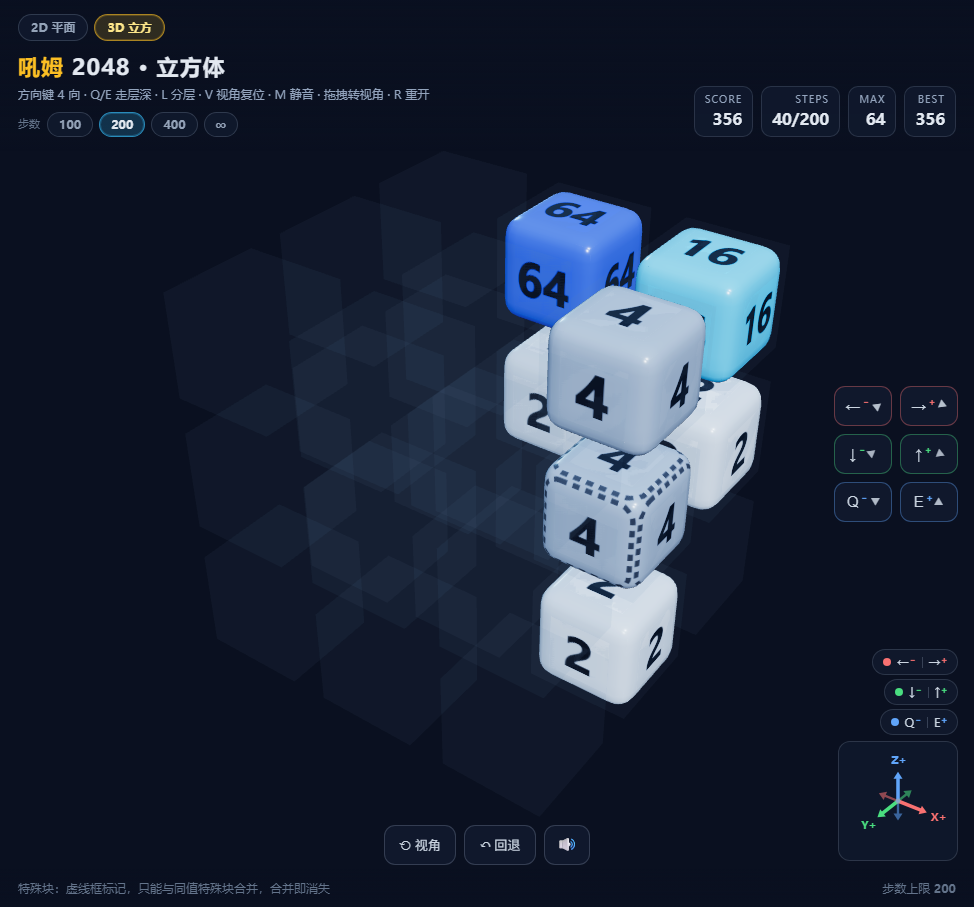 2D 平面 3D 立方
吼姆 2048 • 立方体
方向键 4 向 · Q/E 走层深 · L 分层 · V 视角复位 · M 静音 · 拖拽转视角 · R 重开
步数 100 200 400 ∞
SCORE 356
STEPS 40/200
MAX 64
BEST 356
64 64 64
16 16
4 4 4
2
2
4 4 4
2 2 2
←⁻▼ →⁺▲
↓⁻▼ ↑⁺▲
Q⁻▼ E⁺▲
←⁻ | →⁺
↓⁻ | ↑⁺
Q⁻ | E⁺
Z+
X+
Y+
⟲ 视角 ↶ 回退
特殊块：虚线框标记，只能与同值特殊块合并，合并即消失
步数上限 200